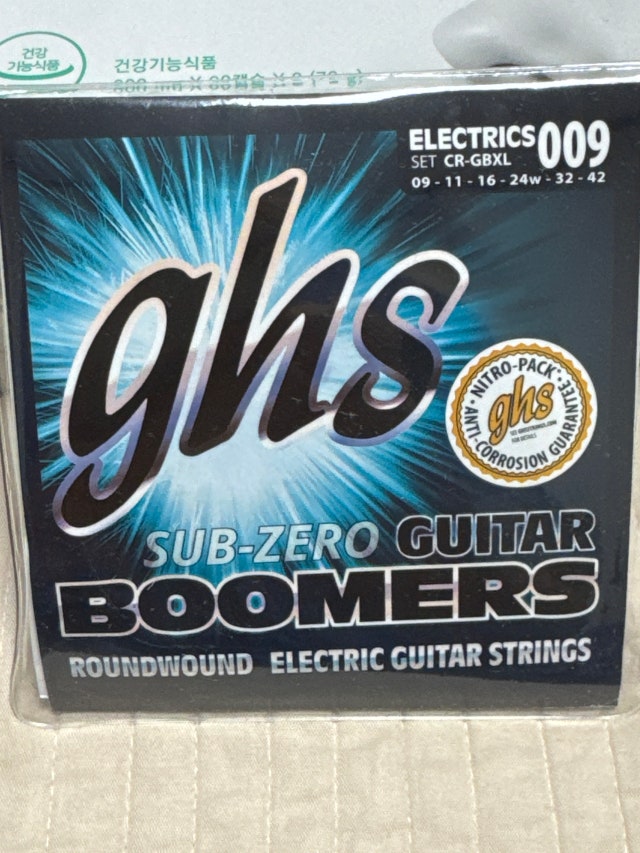 건강
기능식품
건강기능식품
ELECTRICS 009
SET CR-GBXL
09 - 11 - 16 - 24w - 32 - 42
ghs
NITRO-PACK • ANTI-CORROSION GUARANTEE •
ghs
SUB-ZERO GUITAR
BOOMERS
ROUNDWOUND ELECTRIC GUITAR STRINGS